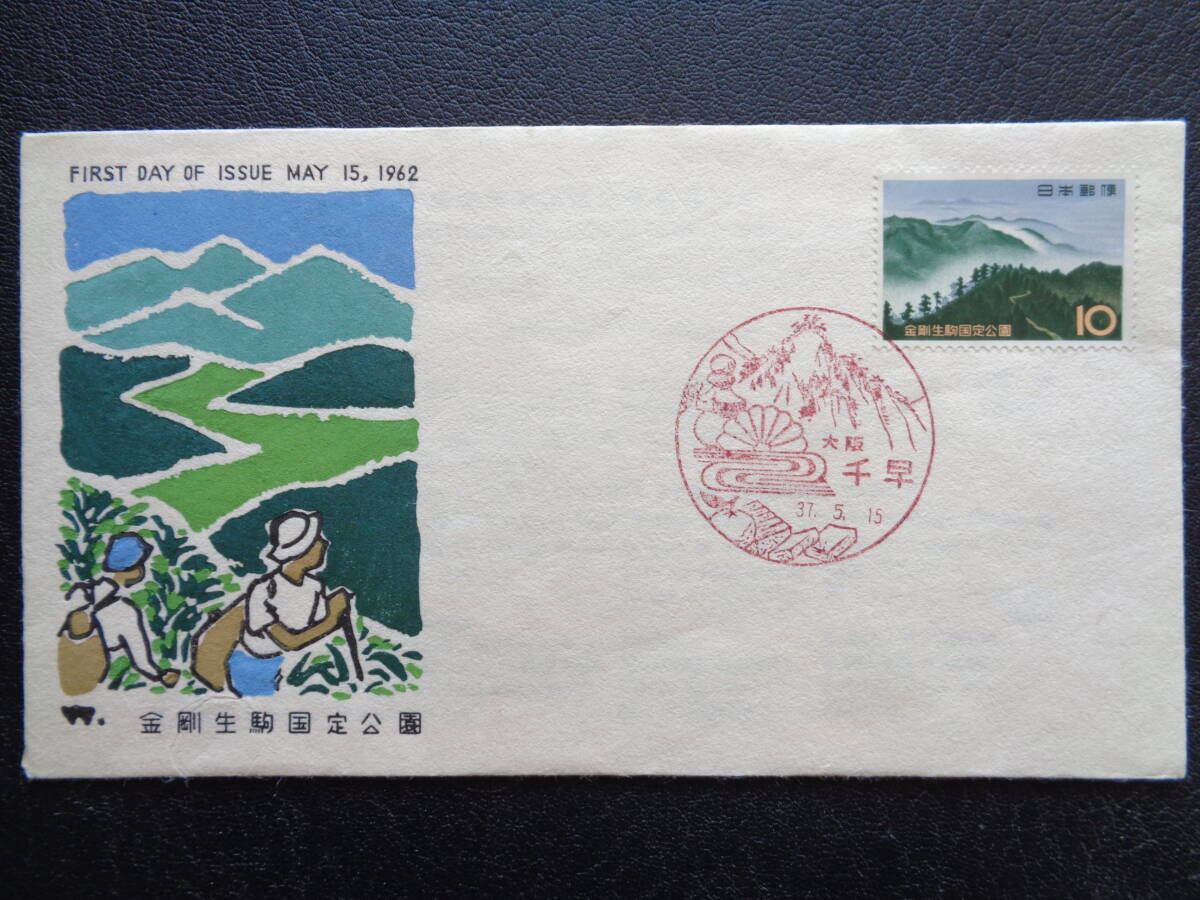 FIRST DAY OF ISSUE MAY 15, 1962
日本郵便
金剛生駒国定公園
10
大阪
千早
37. 5. 15
W.
金剛生駒国定公園